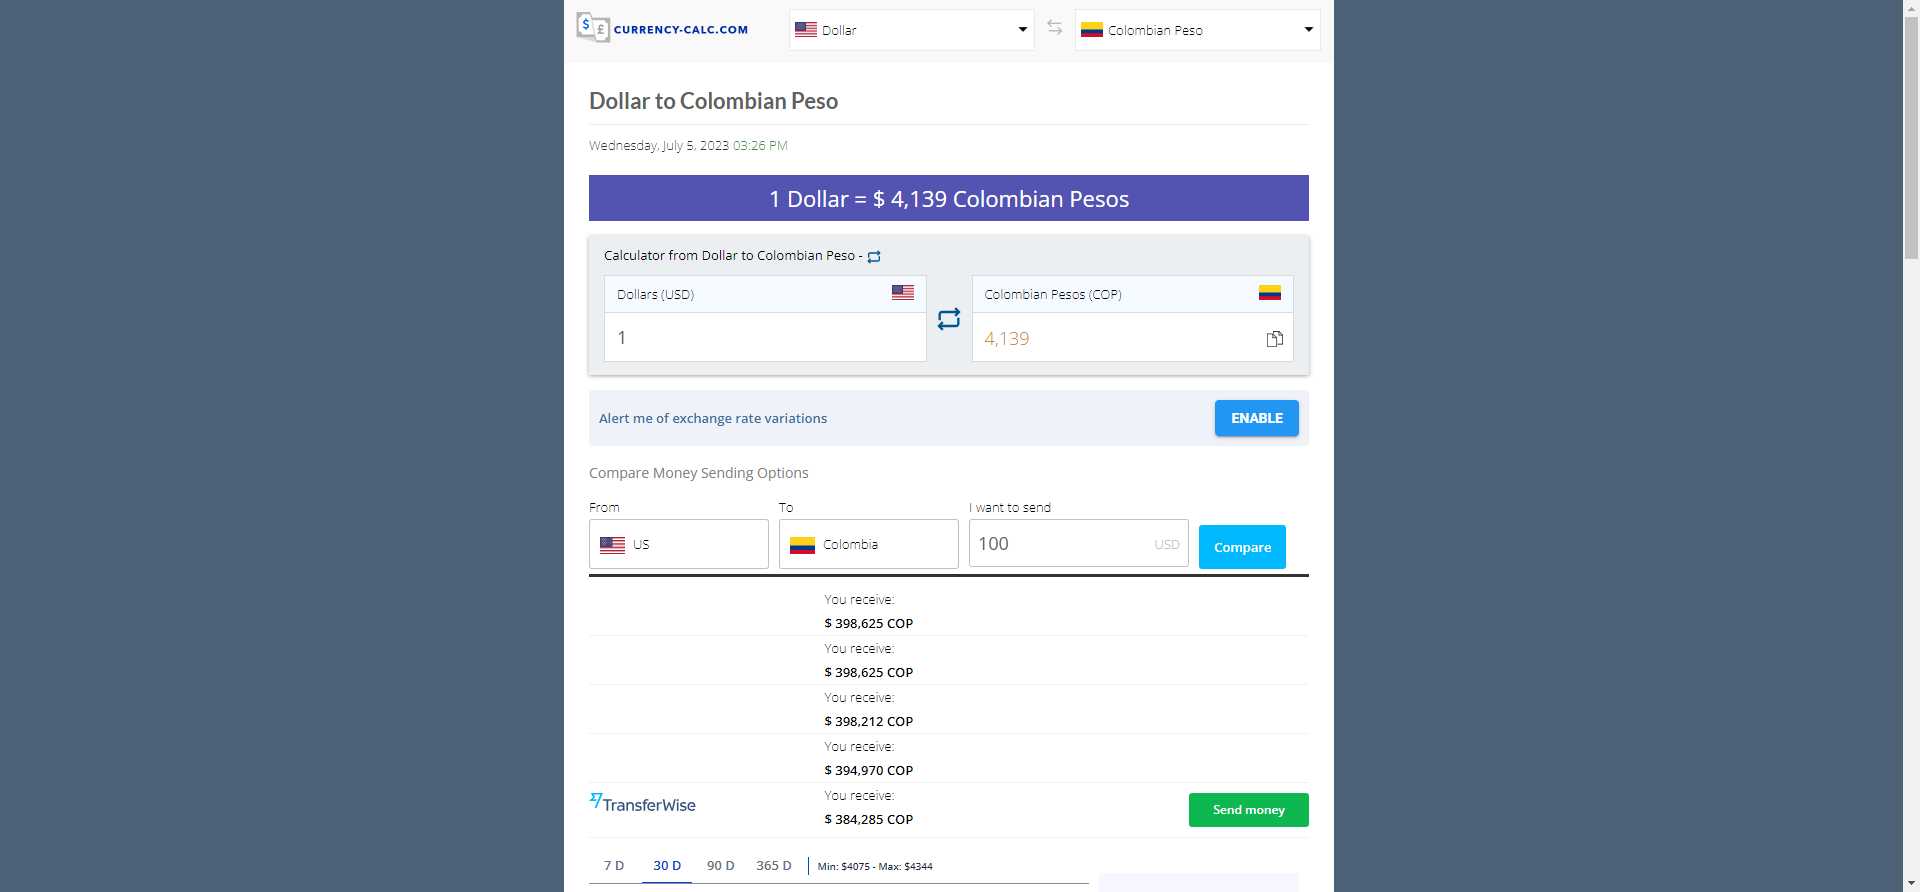 CURRENCY-CALC.COM
Dollar
Colombian Peso
Dollar to Colombian Peso
Wednesday, July 5, 2023 03:26 PM
1 Dollar = $ 4,139 Colombian Pesos
Calculator from Dollar to Colombian Peso -
Dollars (USD)
Colombian Pesos (COP)
1
4,139
Alert me of exchange rate variations
ENABLE
Compare Money Sending Options
From
To
I want to send
US
Colombia
100
USD
Compare
You receive:
$ 398,625 COP
You receive:
$ 398,625 COP
You receive:
$ 398,212 COP
You receive:
$ 394,970 COP
TransferWise
You receive:
$ 384,285 COP
Send money
7 D
30 D
90 D
365 D
Min: $4075 - Max: $4344